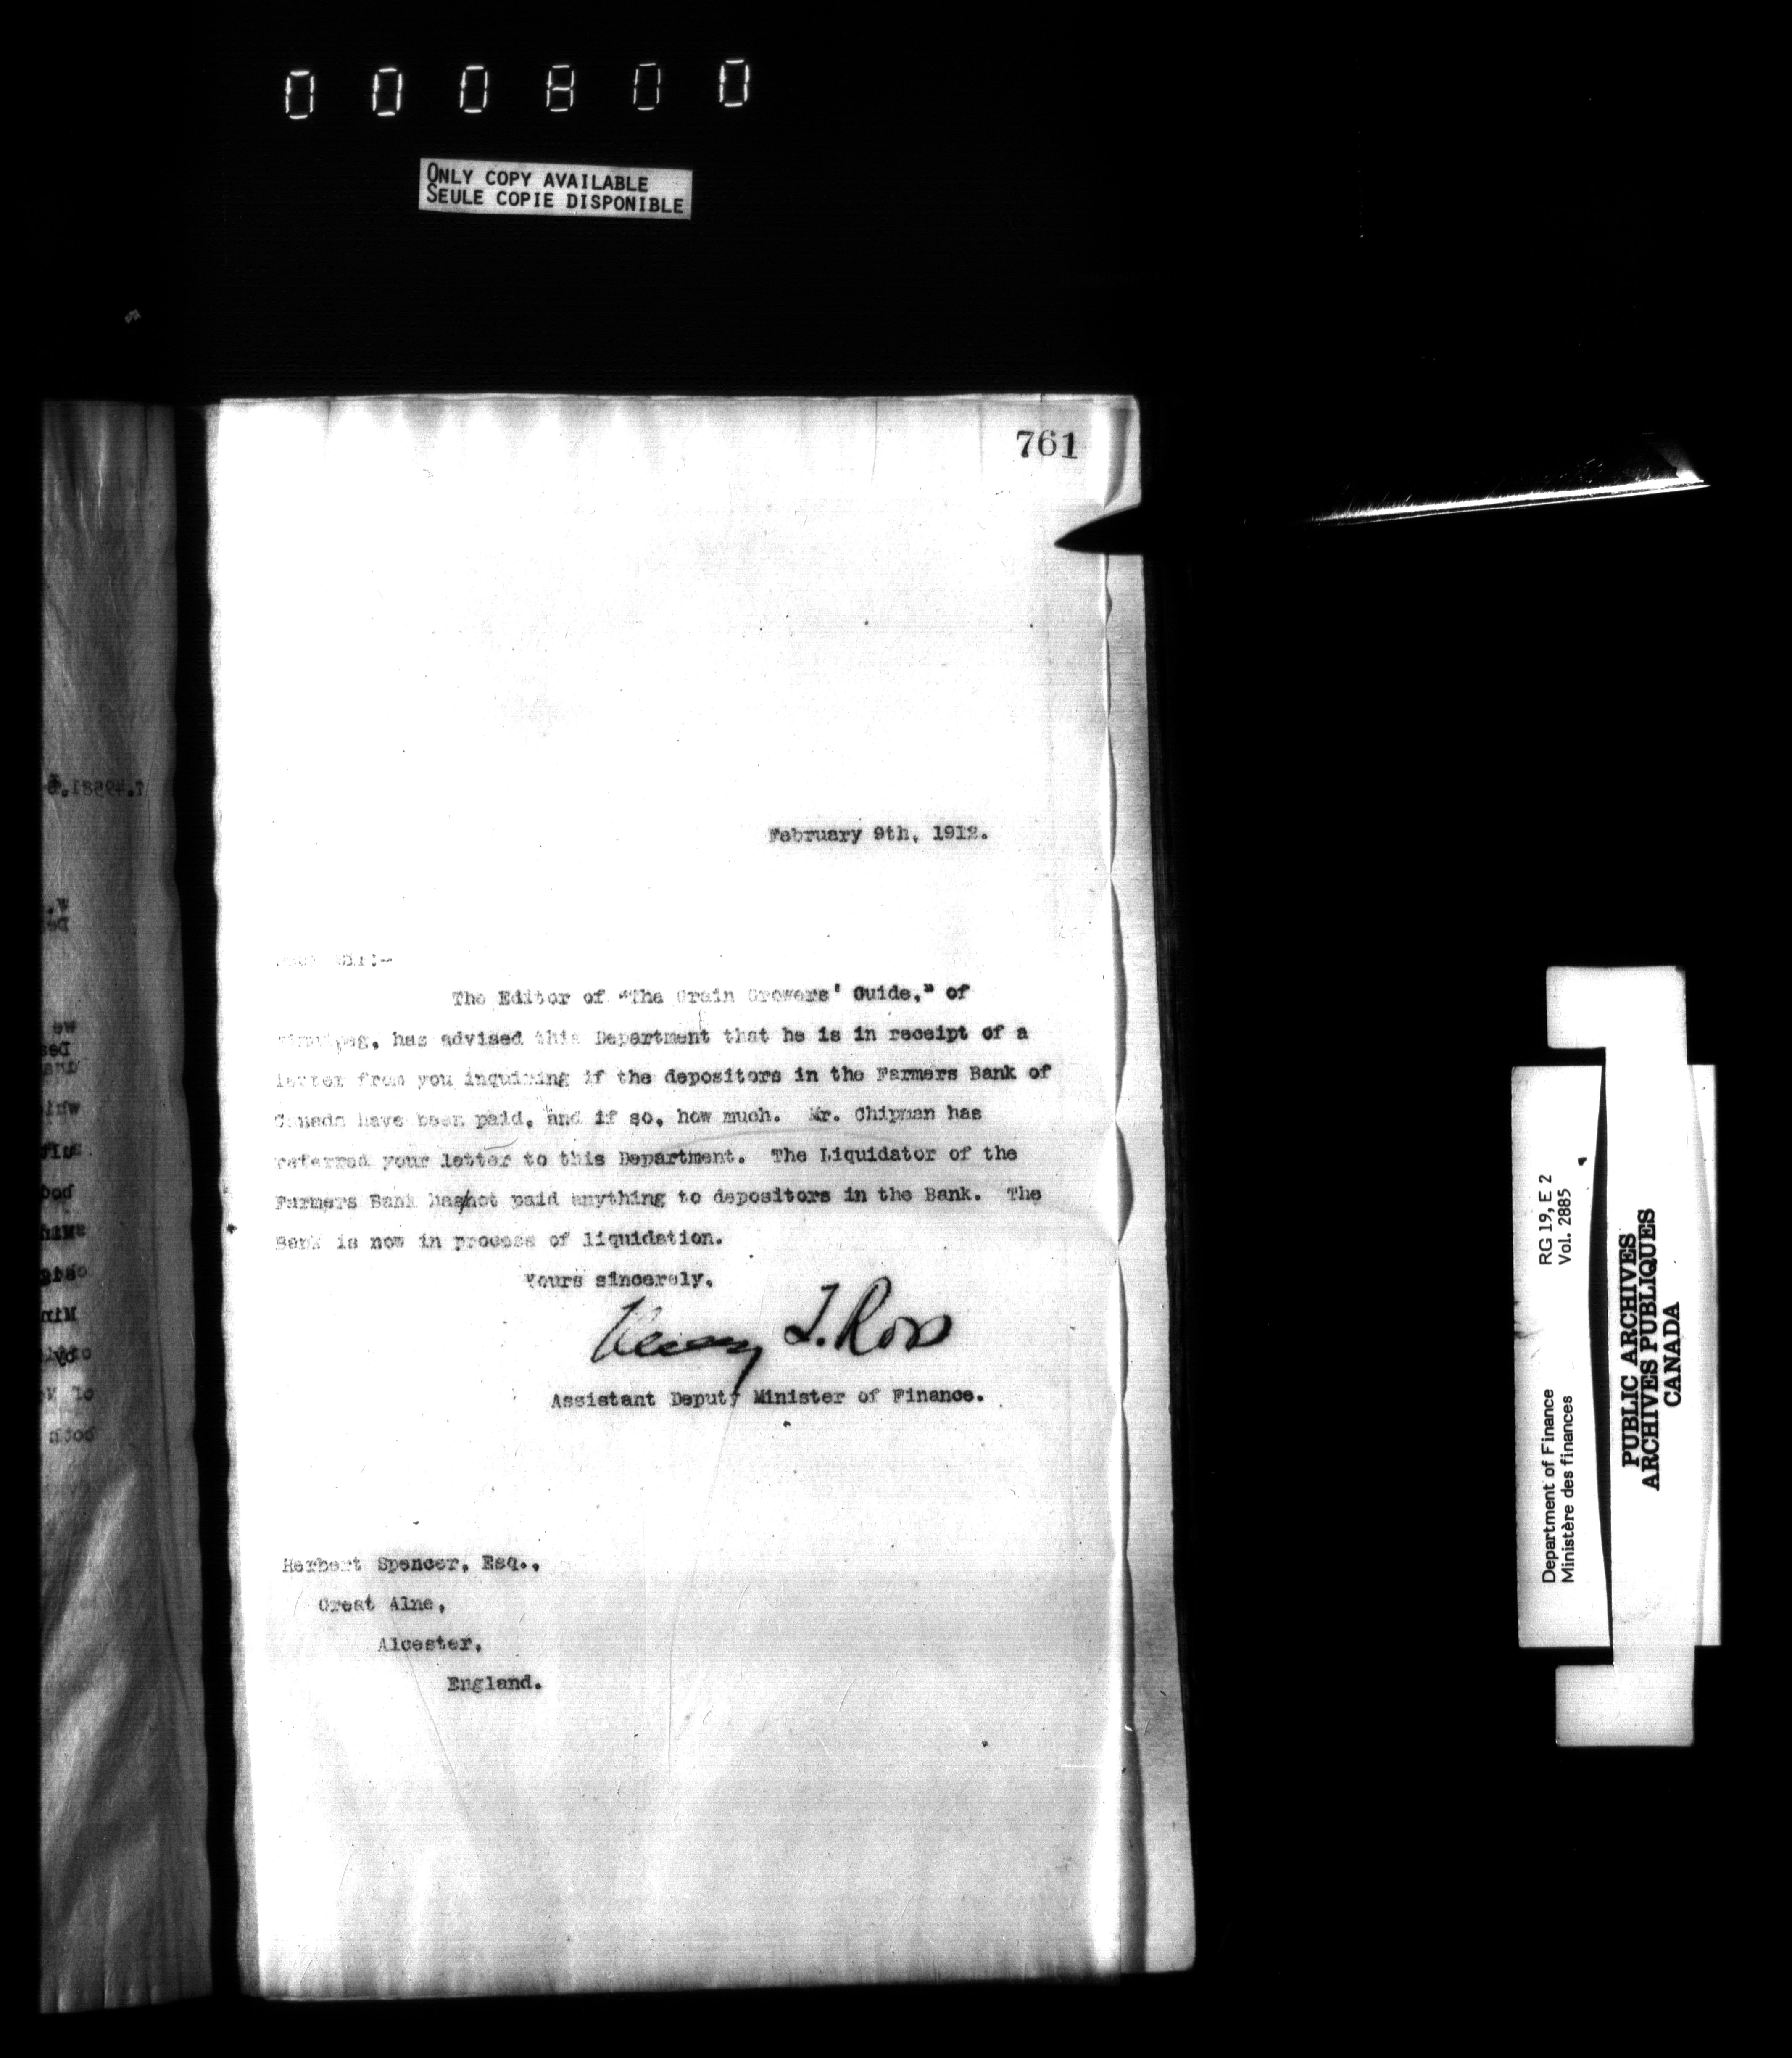 000800
ONLY COPY AVAILABLE
SEULE COPIE DISPONIBLE
761
February 9th, 1912.
Sir:-
The Editor of "The Grain Growers' Guide," of
Winnipeg, has advised this Department that he is in receipt of a
letter from you inquiring if the depositors in the Farmers Bank of
Canada have been paid, and if so, how much. Mr. Chipman has
referred your letter to this Department. The Liquidator of the
Farmers Bank has/not paid anything to depositors in the Bank. The
Bank is now in process of liquidation.
Yours sincerely,
Henry T. Ross
Assistant Deputy Minister of Finance.
Herbert Spencer, Esq.,
Great Alne,
Alcester,
England.
T.49581.
Department of Finance RG 19, E 2
Ministère des finances Vol. 2885
PUBLIC ARCHIVES
ARCHIVES PUBLIQUES
CANADA